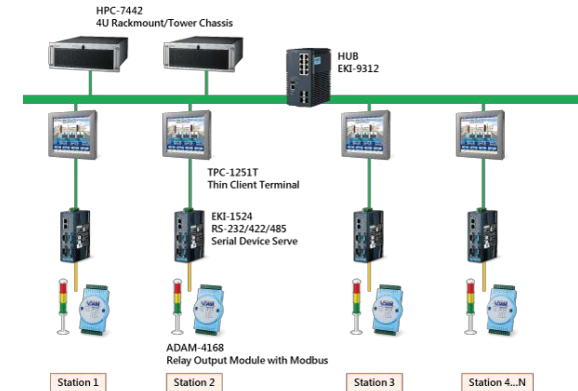 HPC-7442
4U Rackmount/Tower Chassis
HUB
EKI-9312
TPC-1251T
Thin Client Terminal
EKI-1524
RS-232/422/485
Serial Device Serve
ADAM-4168
Relay Output Module with Modbus
Station 1
Station 2
Station 3
Station 4...N